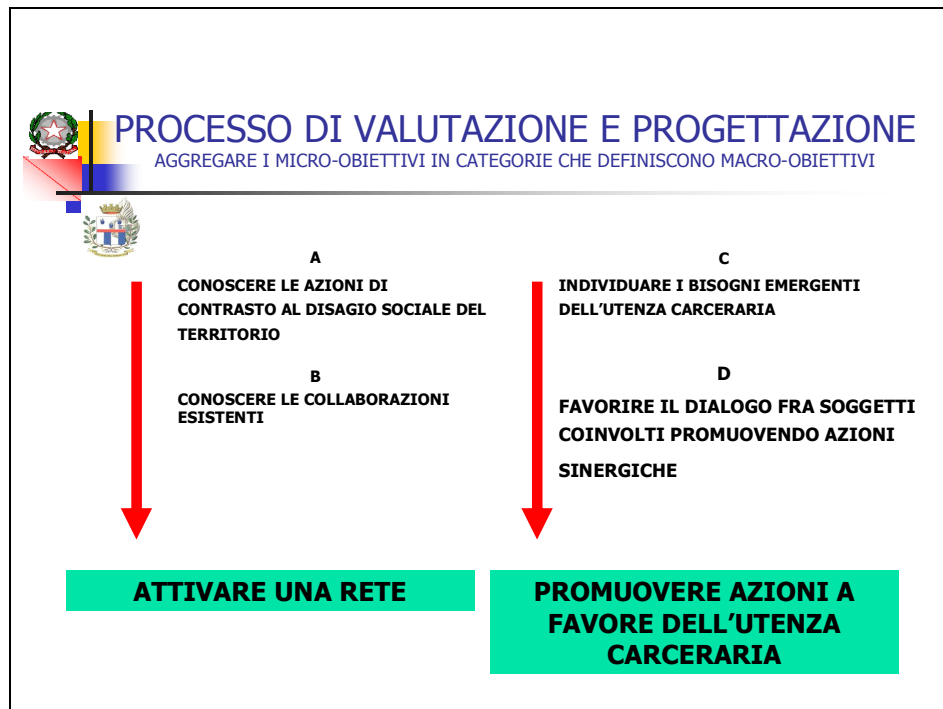 PROCESSO DI VALUTAZIONE E PROGETTAZIONE
AGGREGARE I MICRO-OBIETTIVI IN CATEGORIE CHE DEFINISCONO MACRO-OBIETTIVI
A
CONOSCERE LE AZIONI DI
CONTRASTO AL DISAGIO SOCIALE DEL
TERRITORIO
B
CONOSCERE LE COLLABORAZIONI
ESISTENTI
ATTIVARE UNA RETE
C
INDIVIDUARE I BISOGNI EMERGENTI
DELL’UTENZA CARCERARIA
D
FAVORIRE IL DIALOGO FRA SOGGETTI
COINVOLTI PROMUOVENDO AZIONI
SINERGICHE
PROMUOVERE AZIONI A
FAVORE DELL’UTENZA
CARCERARIA